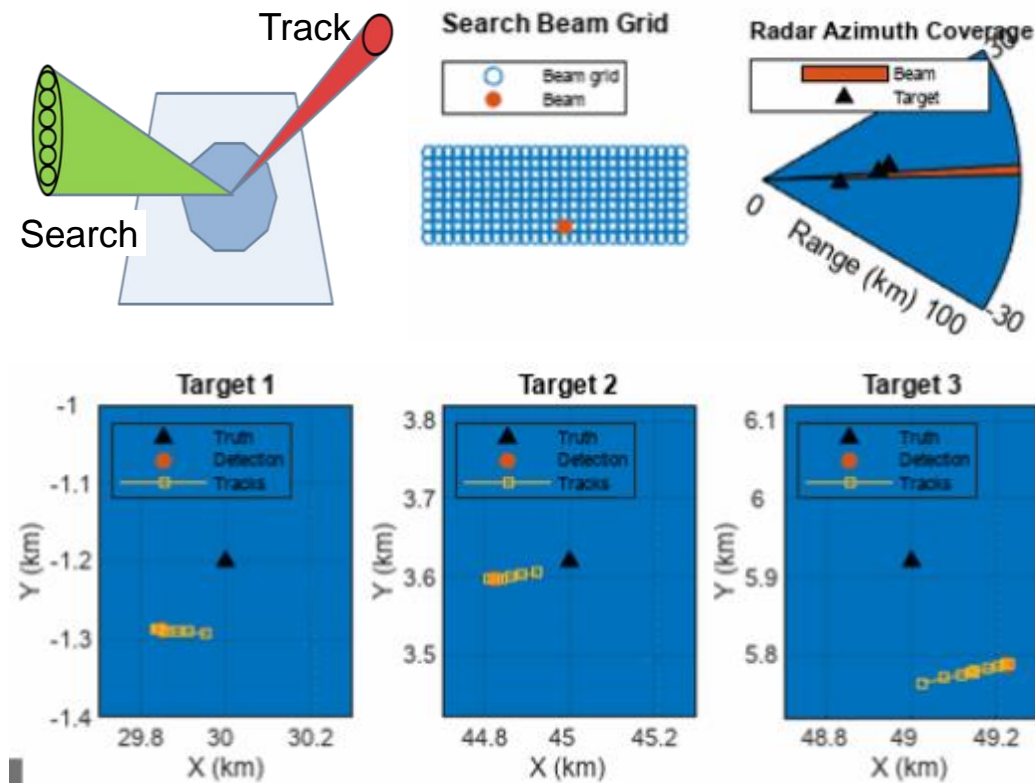 Track
Search
Search Beam Grid
Beam grid
Beam
Radar Azimuth Coverage
Beam
Target
30
0
Range (km)
100
-30
Target 1
Truth
Detection
Tracks
-1
-1.1
-1.2
-1.3
-1.4
Y (km)
29.8
30
30.2
X (km)
Target 2
Truth
Detection
Tracks
3.8
3.7
3.6
3.5
Y (km)
44.8
45
45.2
X (km)
Target 3
Truth
Detection
Tracks
6.1
6
5.9
5.8
Y (km)
48.8
49
49.2
X (km)